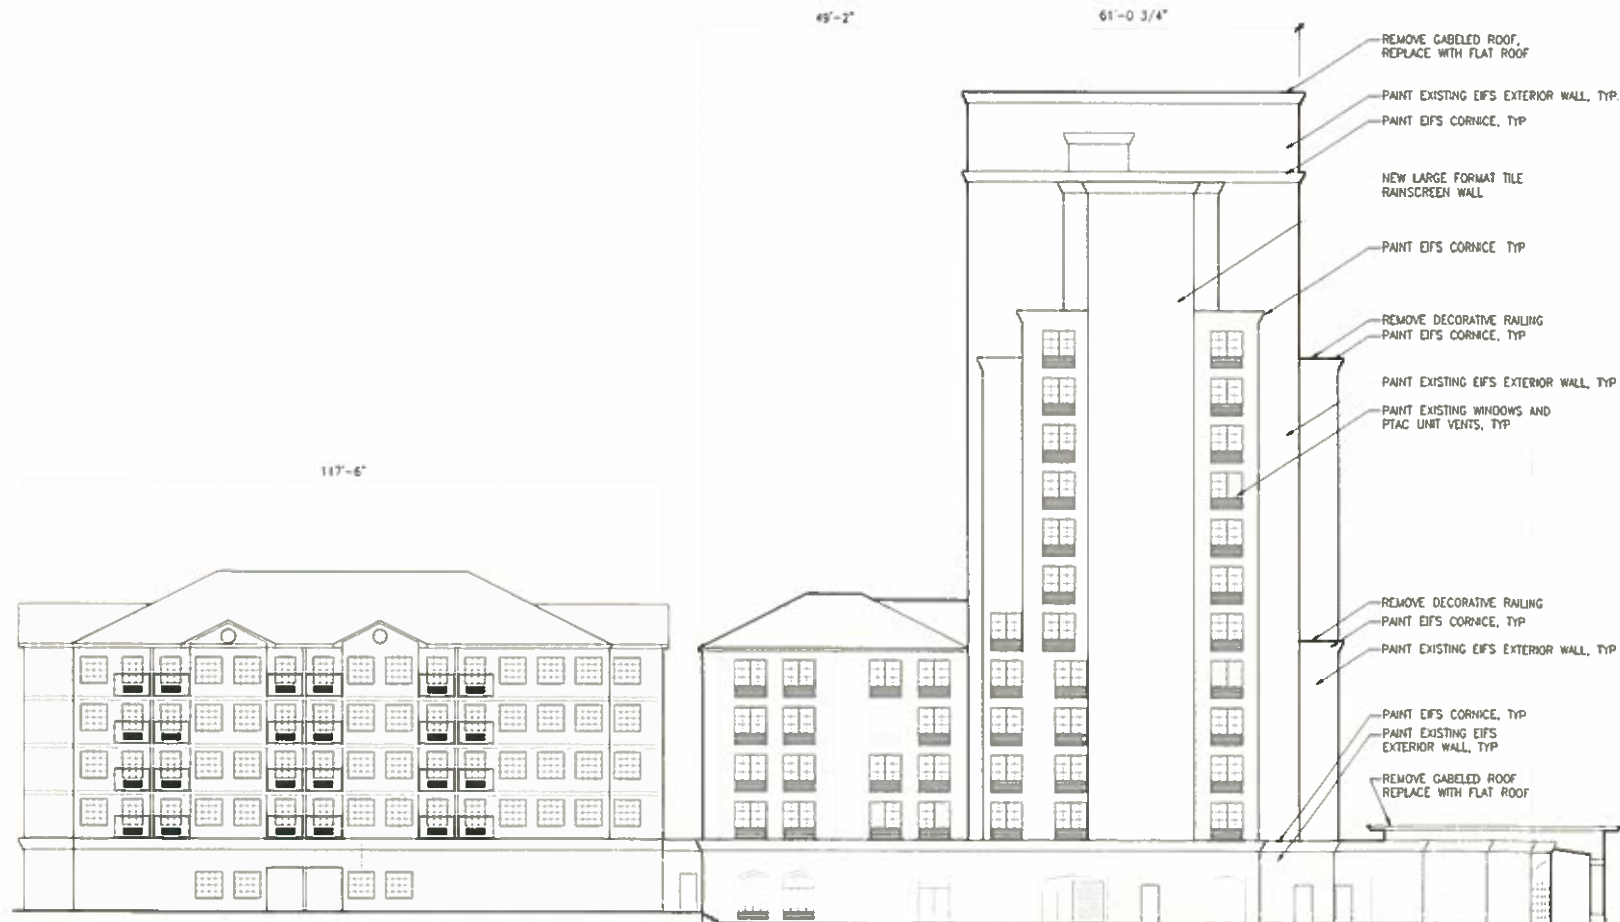 49'-2"
61'-0 3/4"
REMOVE GABELED ROOF,
REPLACE WITH FLAT ROOF
PAINT EXISTING EIFS EXTERIOR WALL, TYP.
PAINT EIFS CORNICE, TYP
NEW LARGE FORMAT TILE
RAINSCREEN WALL
PAINT EIFS CORNICE TYP
REMOVE DECORATIVE RAILING
PAINT EIFS CORNICE, TYP
PAINT EXISTING EIFS EXTERIOR WALL, TYP
PAINT EXISTING WINDOWS AND
PTAC UNIT VENTS, TYP
117'-6"
REMOVE DECORATIVE RAILING
PAINT EIFS CORNICE, TYP
PAINT EXISTING EIFS EXTERIOR WALL, TYP
PAINT EIFS CORNICE, TYP
PAINT EXISTING EIFS
EXTERIOR WALL, TYP
REMOVE GABELED ROOF
REPLACE WITH FLAT ROOF